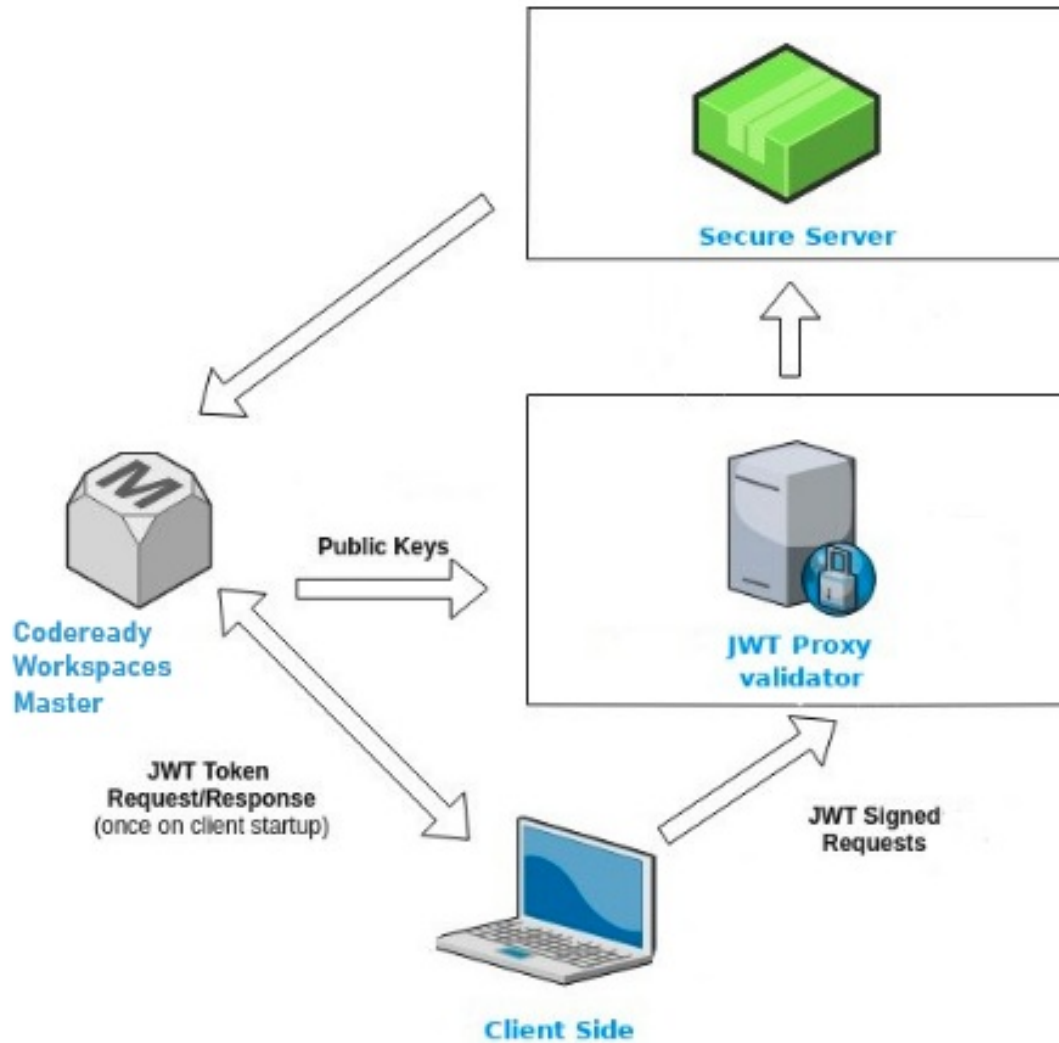 Secure Server
M
Public Keys
Codeready
Workspaces
Master
JWT Proxy
validator
JWT Token
Request/Response
(once on client startup)
JWT Signed
Requests
Client Side